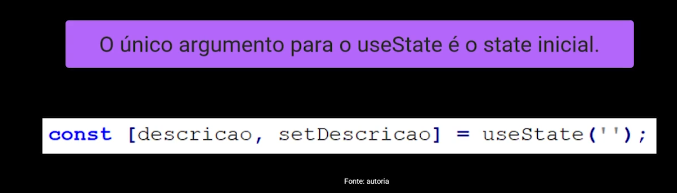 O único argumento para o useState é o state inicial.
const [descricao, setDescricao] = useState('');
Fonte: autoria